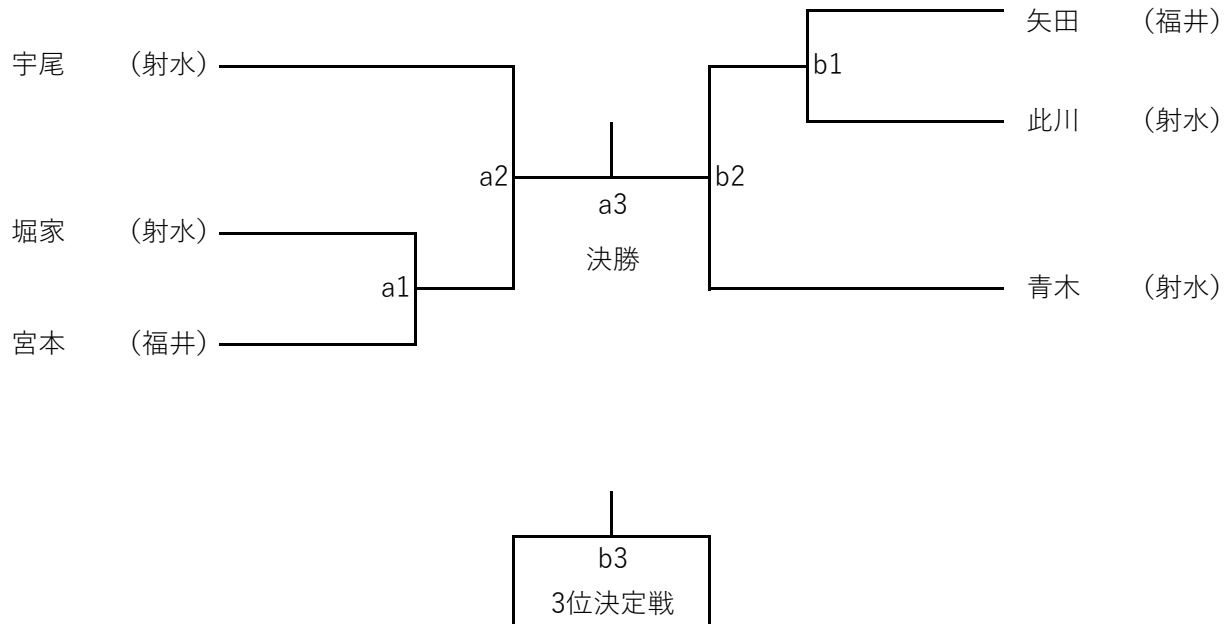 宇尾 （射水）
堀家 （射水）
宮本 （福井）
a1
a2
a3
決勝
b1
b2
矢田 （福井）
此川 （射水）
青木 （射水）
b3
3位決定戦